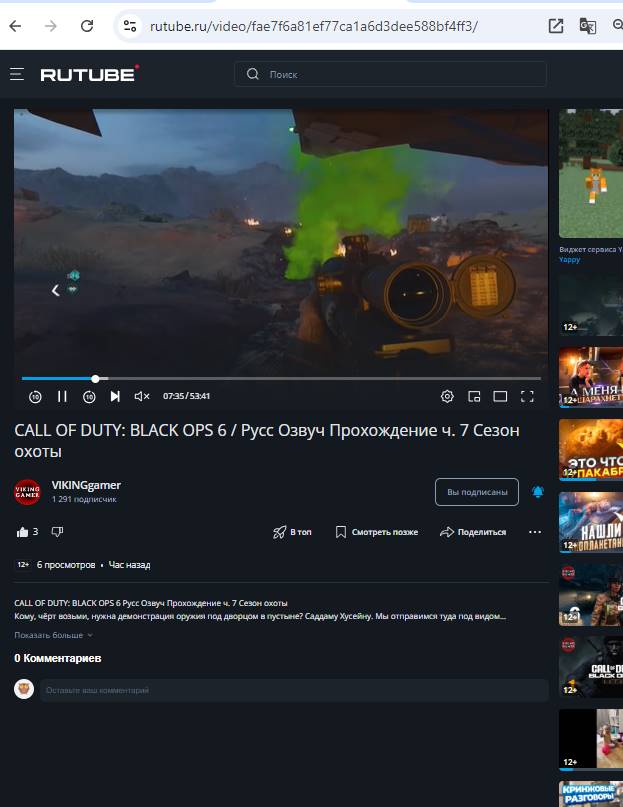 rutube.ru/video/fae7f6a81ef77ca1a6d3dee588bf4ff3/
RUTUBE
Поиск
Виджет сервиса Y
Yappy
12+
А МЕНЯ
ШАРАХНЕТ
12+
ЭТО ЧТО
12+
НАШЛИ
12+
12+
CALL OF DU
BLACK OPS
12+
12+
КРИНЖОВЫЕ
РАЗГОВОРЫ
10
10
07:35 / 53:41
CALL OF DUTY: BLACK OPS 6 / Русс Озвуч Прохождение ч. 7 Сезон
охоты
VIKING
GAMER
VIKINGgamer
1 291 подписчик
Вы подписаны
3
В топ
Смотреть позже
Поделиться
12+ 6 просмотров • Час назад
CALL OF DUTY: BLACK OPS 6 Русс Озвуч Прохождение ч. 7 Сезон охоты
Кому, чёрт возьми, нужна демонстрация оружия под дворцом в пустыне? Саддаму Хусейну. Мы отправимся туда под видом...
Показать больше
0 Комментариев
Оставьте ваш комментарий